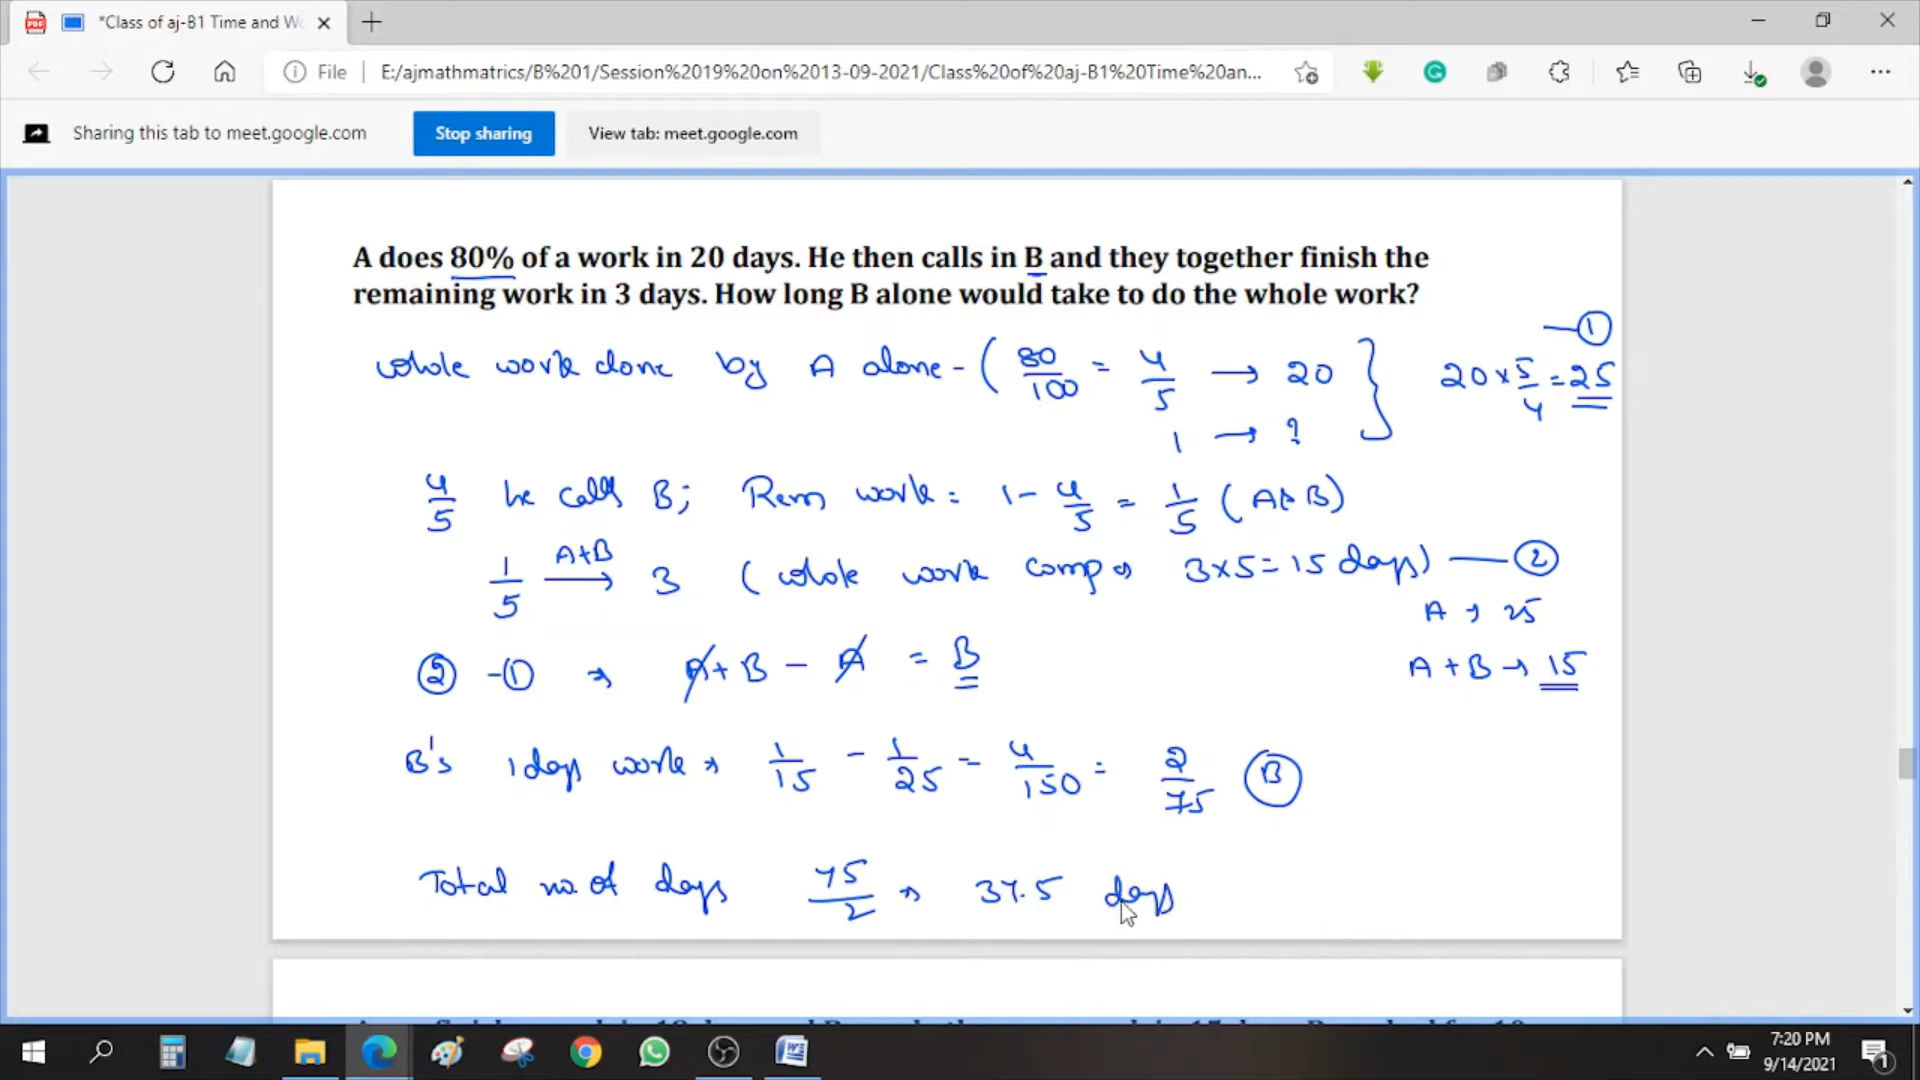 *Class of aj-B1 Time and Wo
File
E:/ajmathmatrics/B%201/Session%2019%20on%2013-09-2021/Class%20of%20aj-B1%20Time%20an...
Sharing this tab to meet.google.com
Stop sharing
View tab: meet.google.com
A does 80% of a work in 20 days. He then calls in B and they together finish the
remaining work in 3 days. How long B alone would take to do the whole work?
whole work done by A alone - ( 80/100 = 4/5 → 20 } 20 × 5/4 = 25 — ①
1 → ?
4/5 he calls B; Rem work = 1 - 4/5 = 1/5 (A & B)
1/5 A+B → 3 (whole work comp → 3×5=15 days) — ②
A → 25
A + B → 15
② - ① → A + B - A = B
B's 1 days work → 1/15 - 1/25 = 4/150 = 2/75 B
Total no. of days 75/2 → 37.5 days
7:20 PM
9/14/2021
1